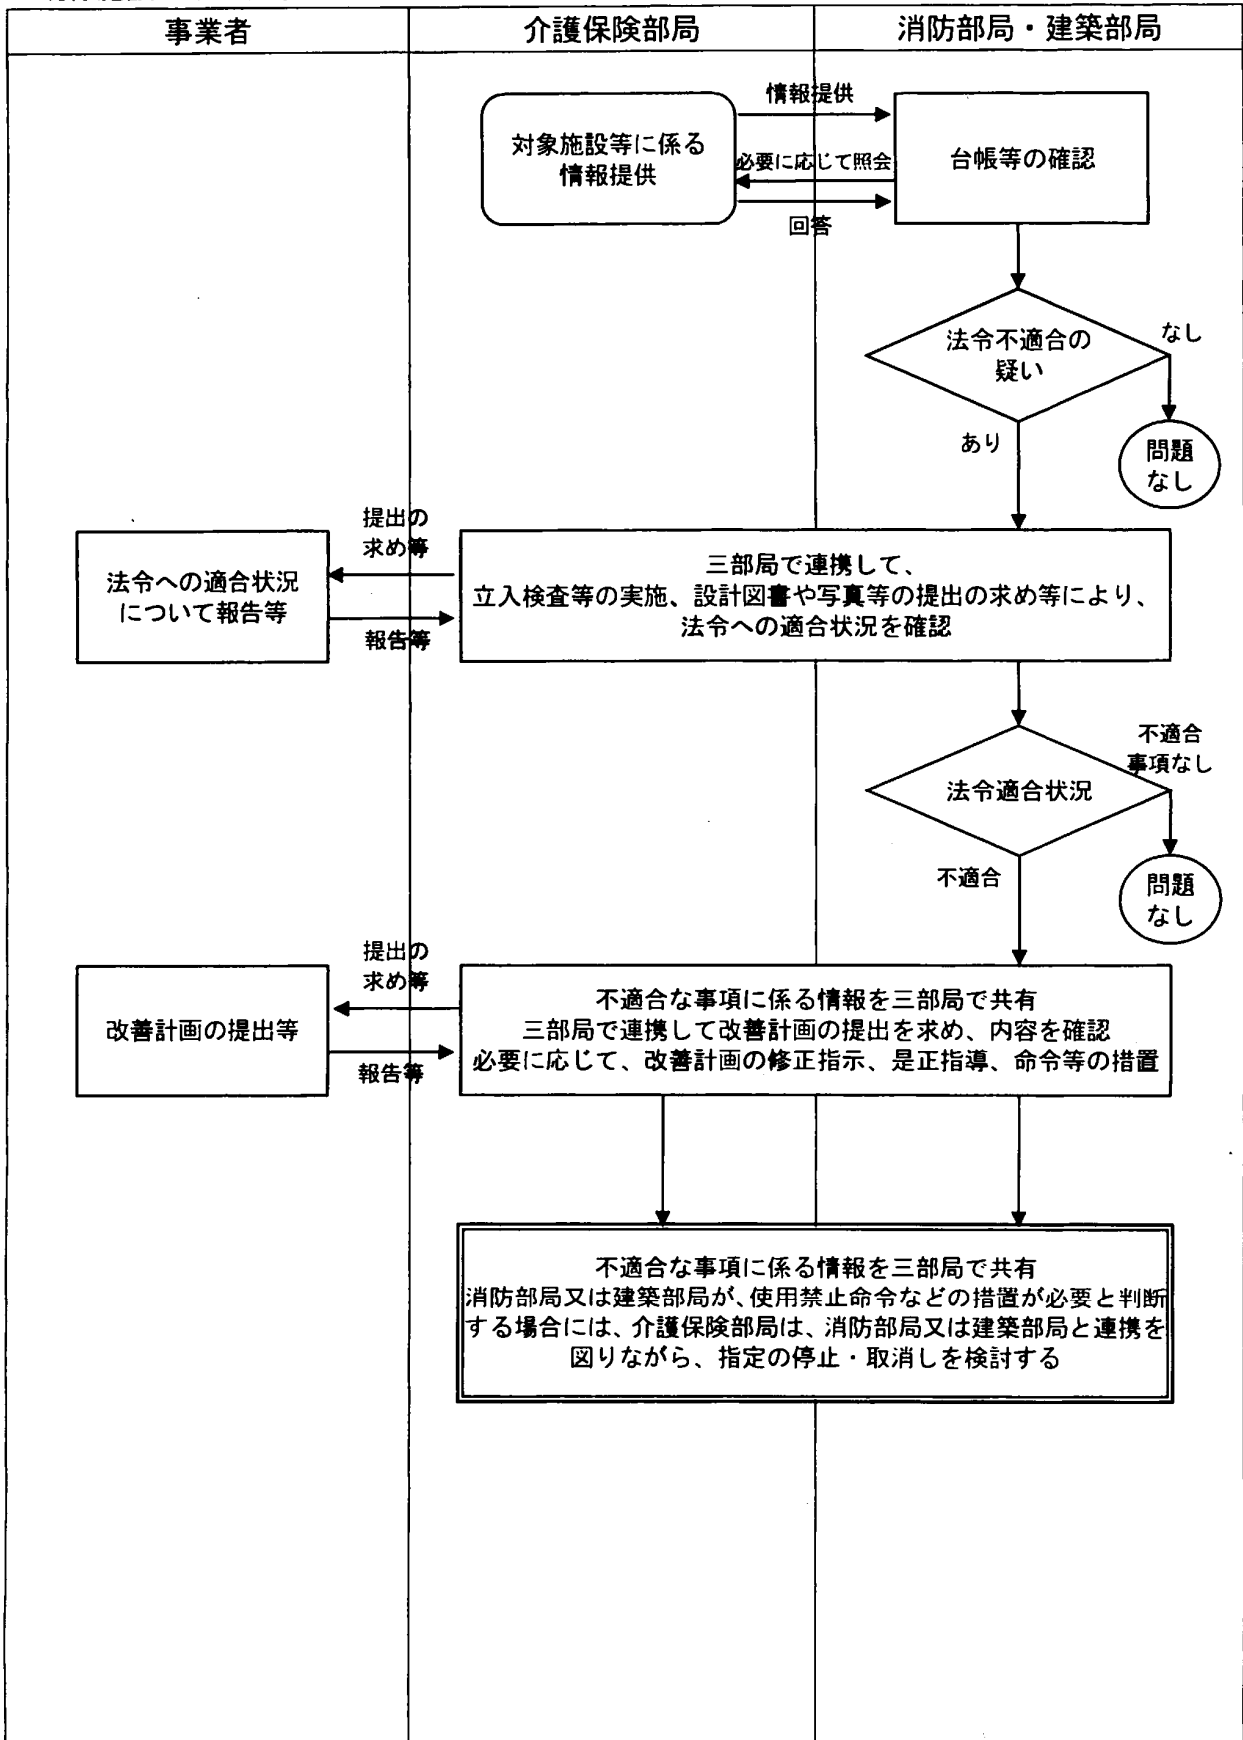 事業者
介護保険部局
消防部局・建築部局
情報提供
対象施設等に係る
情報提供
必要に応じて照会
台帳等の確認
回答
法令不適合の
疑い
なし
あり
問題
なし
提出の
求め等
法令への適合状況
について報告等
報告等
三部局で連携して、
立入検査等の実施、設計図書や写真等の提出の求め等により、
法令への適合状況を確認
不適合
事項なし
法令適合状況
不適合
問題
なし
提出の
求め等
改善計画の提出等
報告等
不適合な事項に係る情報を三部局で共有
三部局で連携して改善計画の提出を求め、内容を確認
必要に応じて、改善計画の修正指示、是正指導、命令等の措置
不適合な事項に係る情報を三部局で共有
消防部局又は建築部局が、使用禁止命令などの措置が必要と判断
する場合には、介護保険部局は、消防部局又は建築部局と連携を
図りながら、指定の停止・取消しを検討する